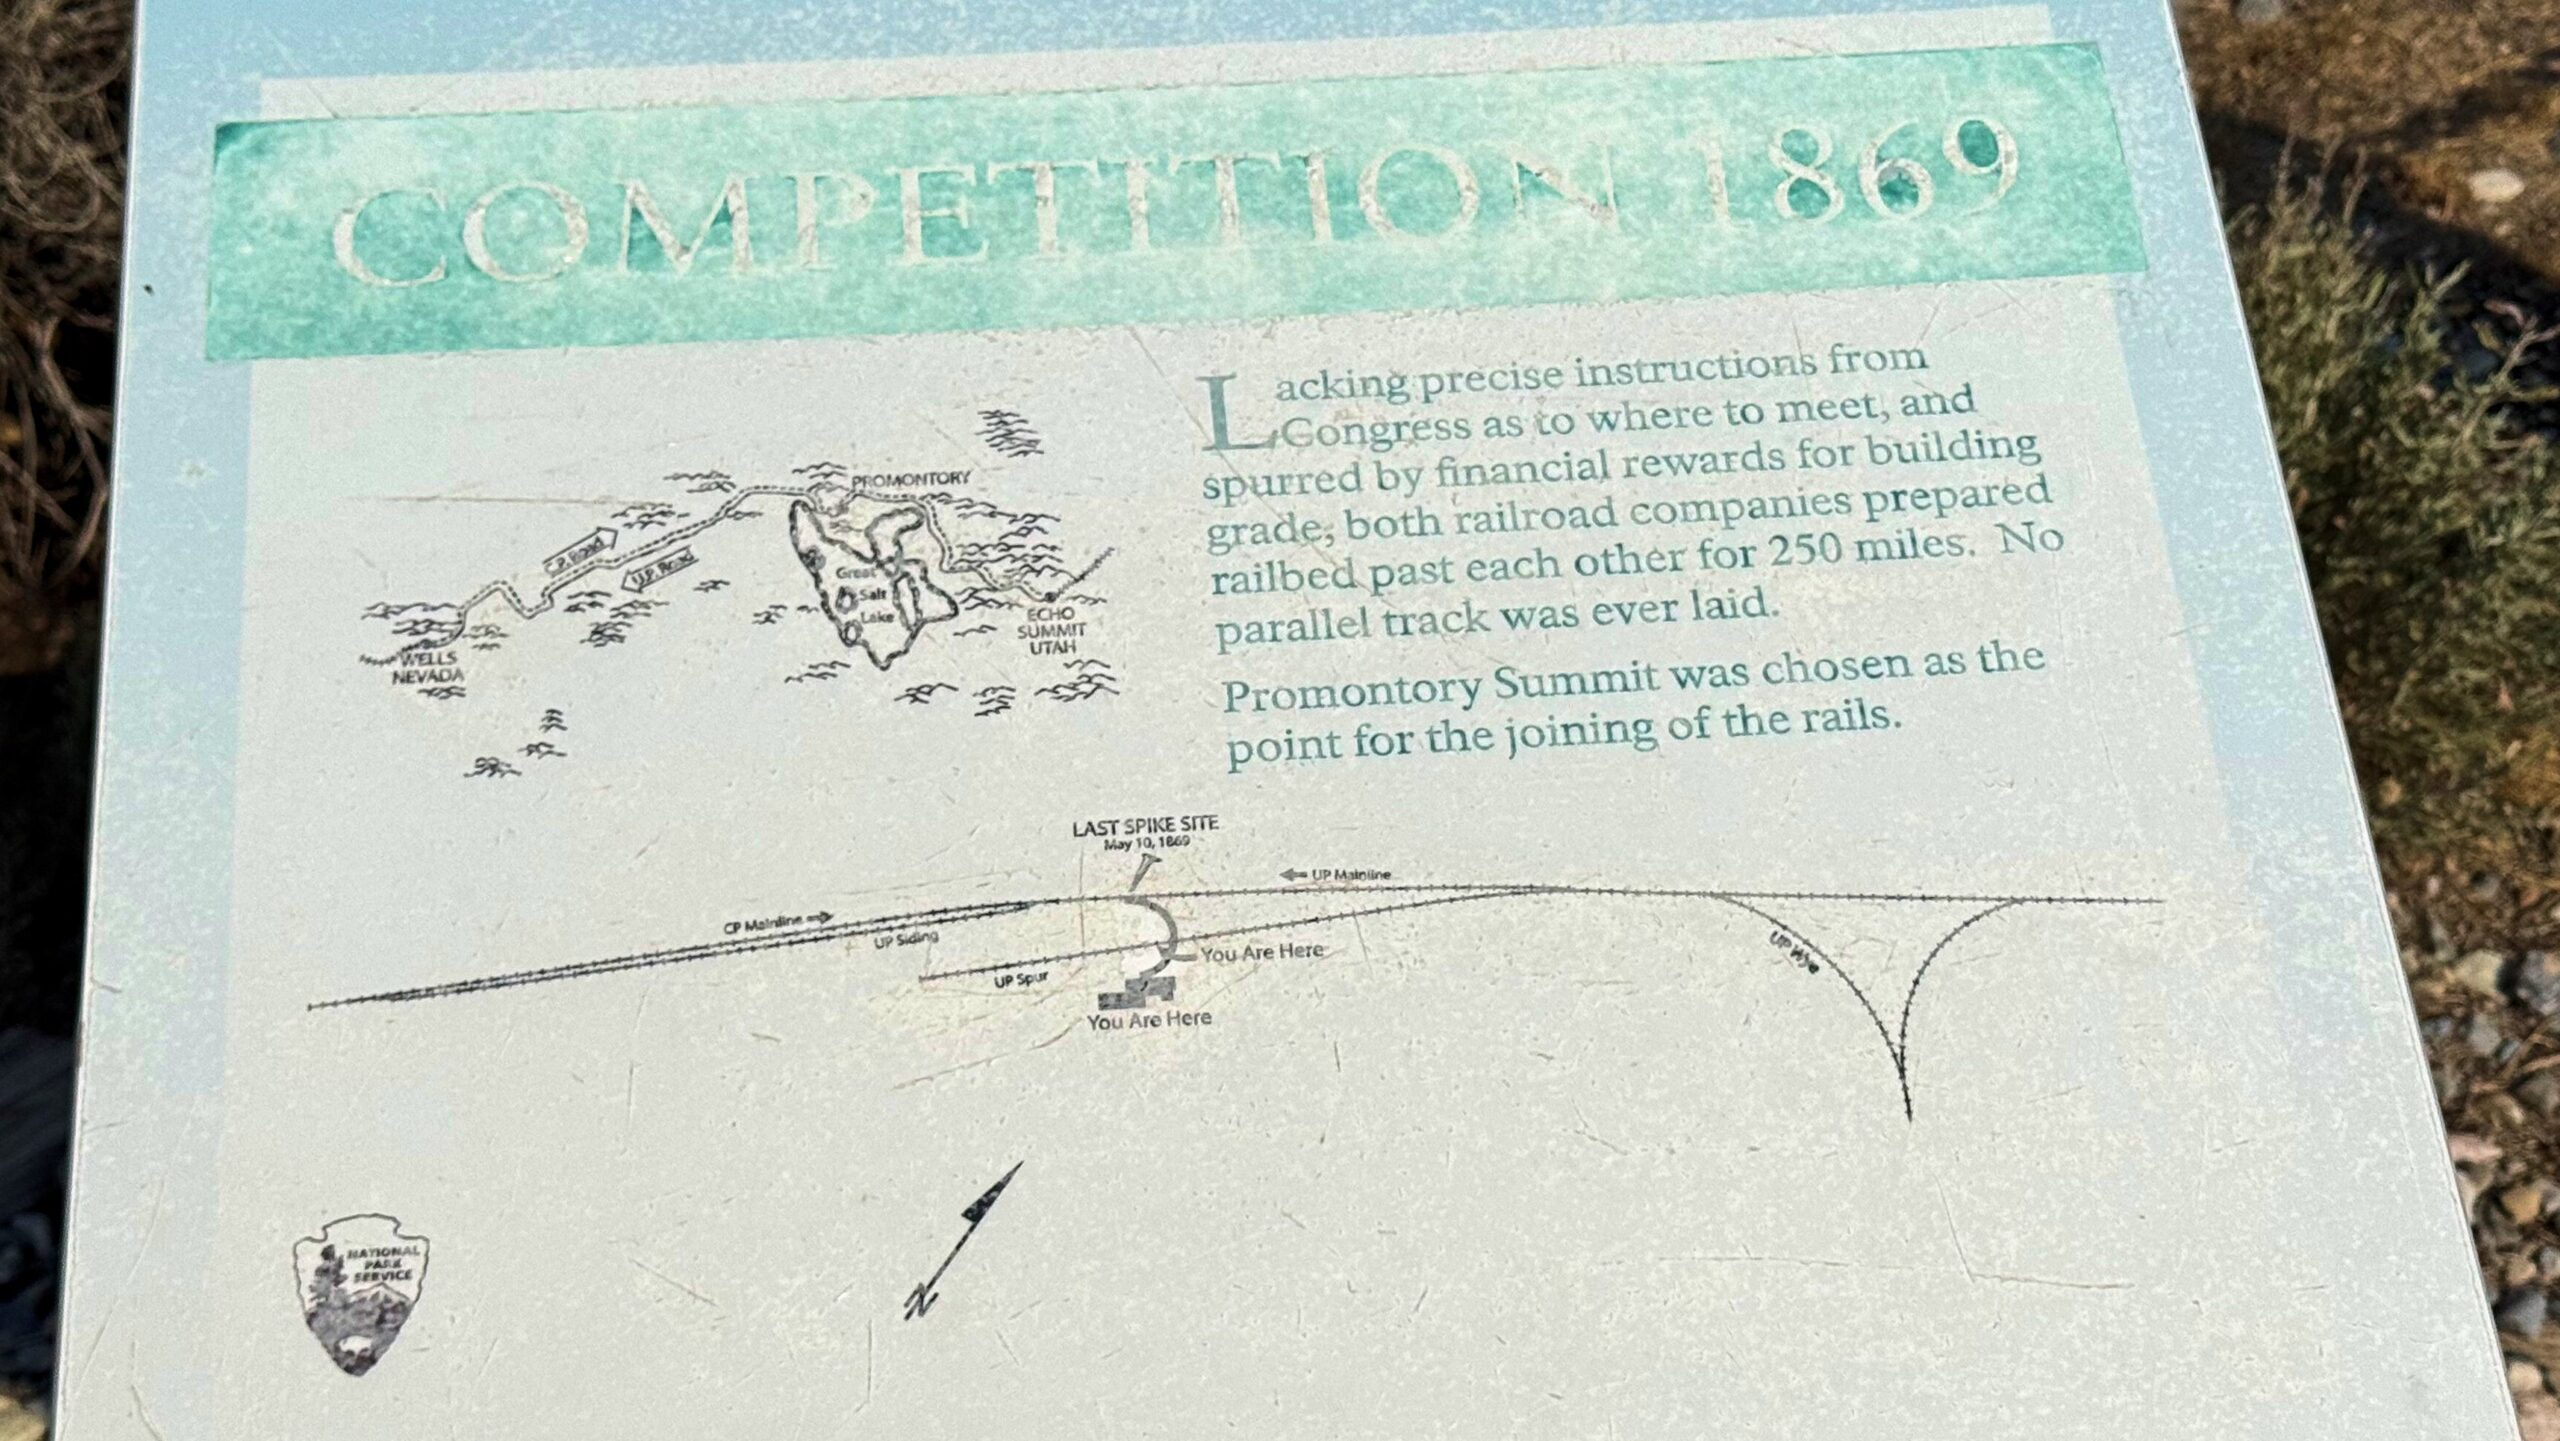 COMPETITION 1869
Lacking precise instructions from
Congress as to where to meet, and
spurred by financial rewards for building
grade, both railroad companies prepared
railbed past each other for 250 miles. No
parallel track was ever laid.
Promontory Summit was chosen as the
point for the joining of the rails.
PROMONTORY
C.P. Road
U.P. Road
Great
Salt
Lake
ECHO
SUMMIT
UTAH
WELLS
NEVADA
LAST SPIKE SITE
May 10, 1869
UP Mainline
CP Mainline
UP Siding
You Are Here
UP Spur
UP Wye
You Are Here
N
NATIONAL
PARK
SERVICE